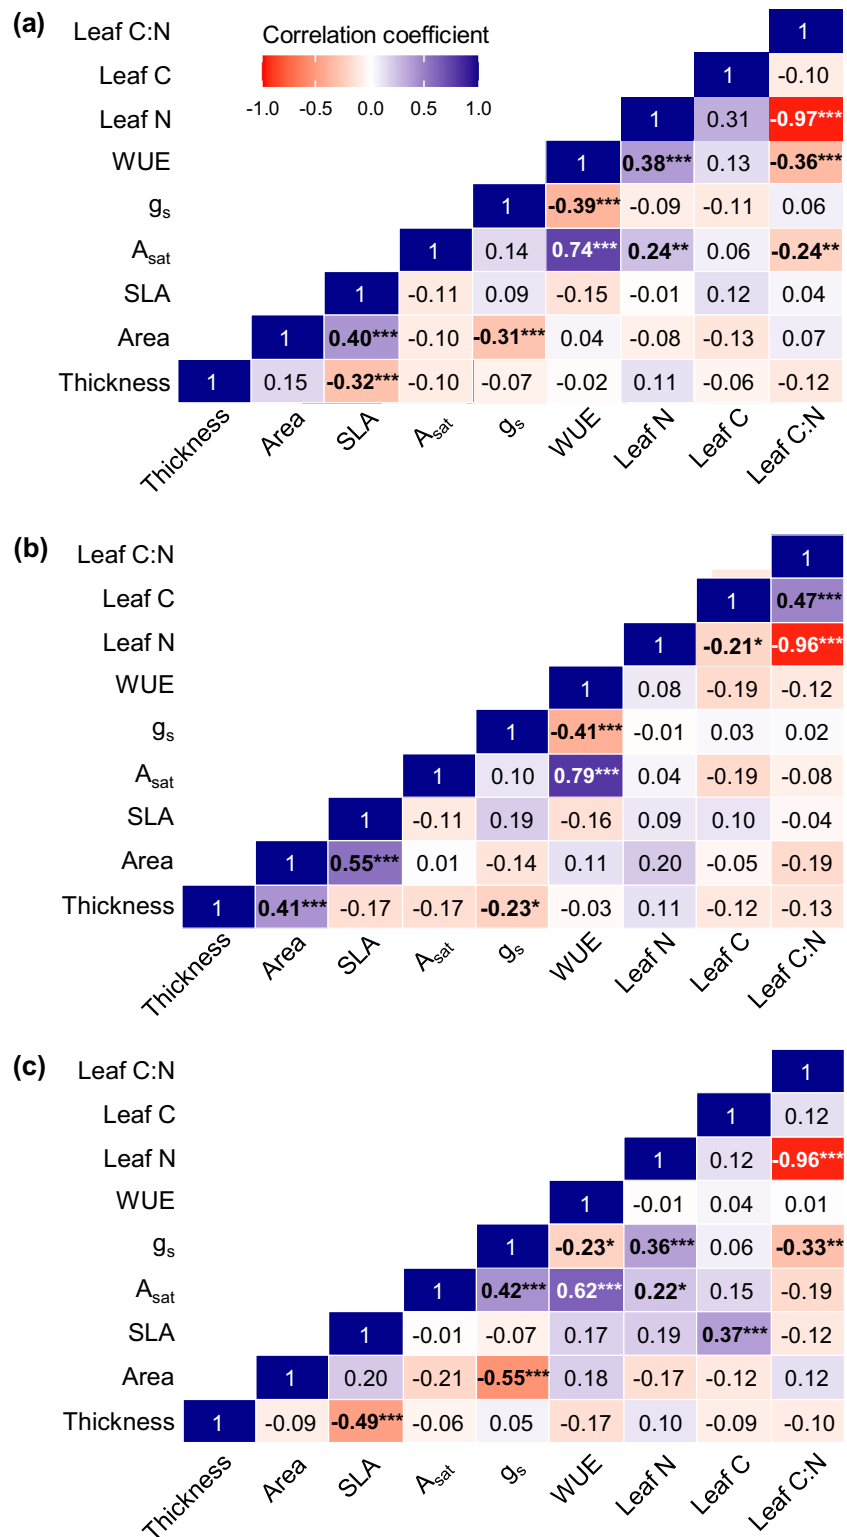 (a)
Correlation coefficient
-1.0 -0.5 0.0 0.5 1.0
Leaf C:N 1
Leaf C 1 -0.10
Leaf N 1 0.31 -0.97***
WUE 1 0.38*** 0.13 -0.36***
gs 1 -0.39*** -0.09 -0.11 0.06
Asat 1 0.14 0.74*** 0.24** 0.06 -0.24**
SLA 1 -0.11 0.09 -0.15 -0.01 0.12 0.04
Area 1 0.40*** -0.10 -0.31*** 0.04 -0.08 -0.13 0.07
Thickness 1 0.15 -0.32*** -0.10 -0.07 -0.02 0.11 -0.06 -0.12
Thickness Area SLA Asat gs WUE Leaf N Leaf C Leaf C:N
(b)
Leaf C:N 1
Leaf C 1 0.47***
Leaf N 1 -0.21* -0.96***
WUE 1 0.08 -0.19 -0.12
gs 1 -0.41*** -0.01 0.03 0.02
Asat 1 0.10 0.79*** 0.04 -0.19 -0.08
SLA 1 -0.11 0.19 -0.16 0.09 0.10 -0.04
Area 1 0.55*** 0.01 -0.14 0.11 0.20 -0.05 -0.19
Thickness 1 0.41*** -0.17 -0.17 -0.23* -0.03 0.11 -0.12 -0.13
Thickness Area SLA Asat gs WUE Leaf N Leaf C Leaf C:N
(c)
Leaf C:N 1
Leaf C 1 0.12
Leaf N 1 0.12 -0.96***
WUE 1 -0.01 0.04 0.01
gs 1 -0.23* 0.36*** 0.06 -0.33**
Asat 1 0.42*** 0.62*** 0.22* 0.15 -0.19
SLA 1 -0.01 -0.07 0.17 0.19 0.37*** -0.12
Area 1 0.20 -0.21 -0.55*** 0.18 -0.17 -0.12 0.12
Thickness 1 -0.09 -0.49*** -0.06 0.05 -0.17 0.10 -0.09 -0.10
Thickness Area SLA Asat gs WUE Leaf N Leaf C Leaf C:N